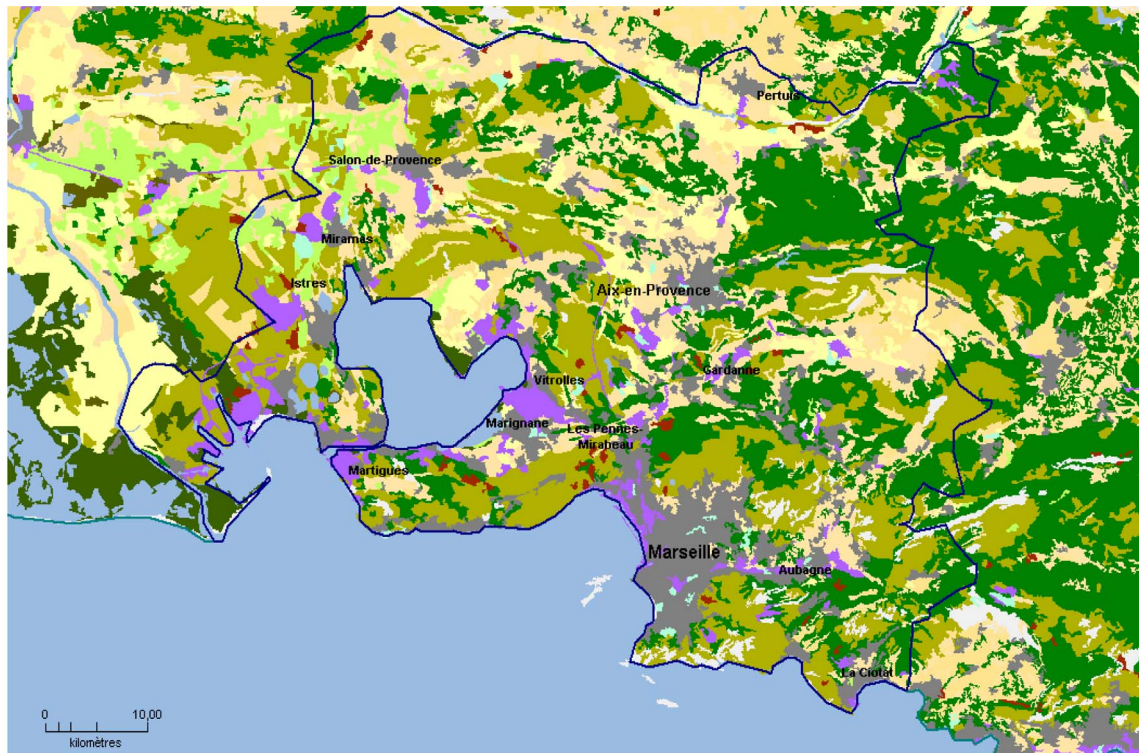 Pertuis
Salon-de-Provence
Miramas
Istres
Aix-en-Provence
Gardanne
Vitrolles
Marignane
Les Pennes-
Mirabeau
Martigues
Marseille
Aubagne
La Ciotat
0 10,00
kilomètres